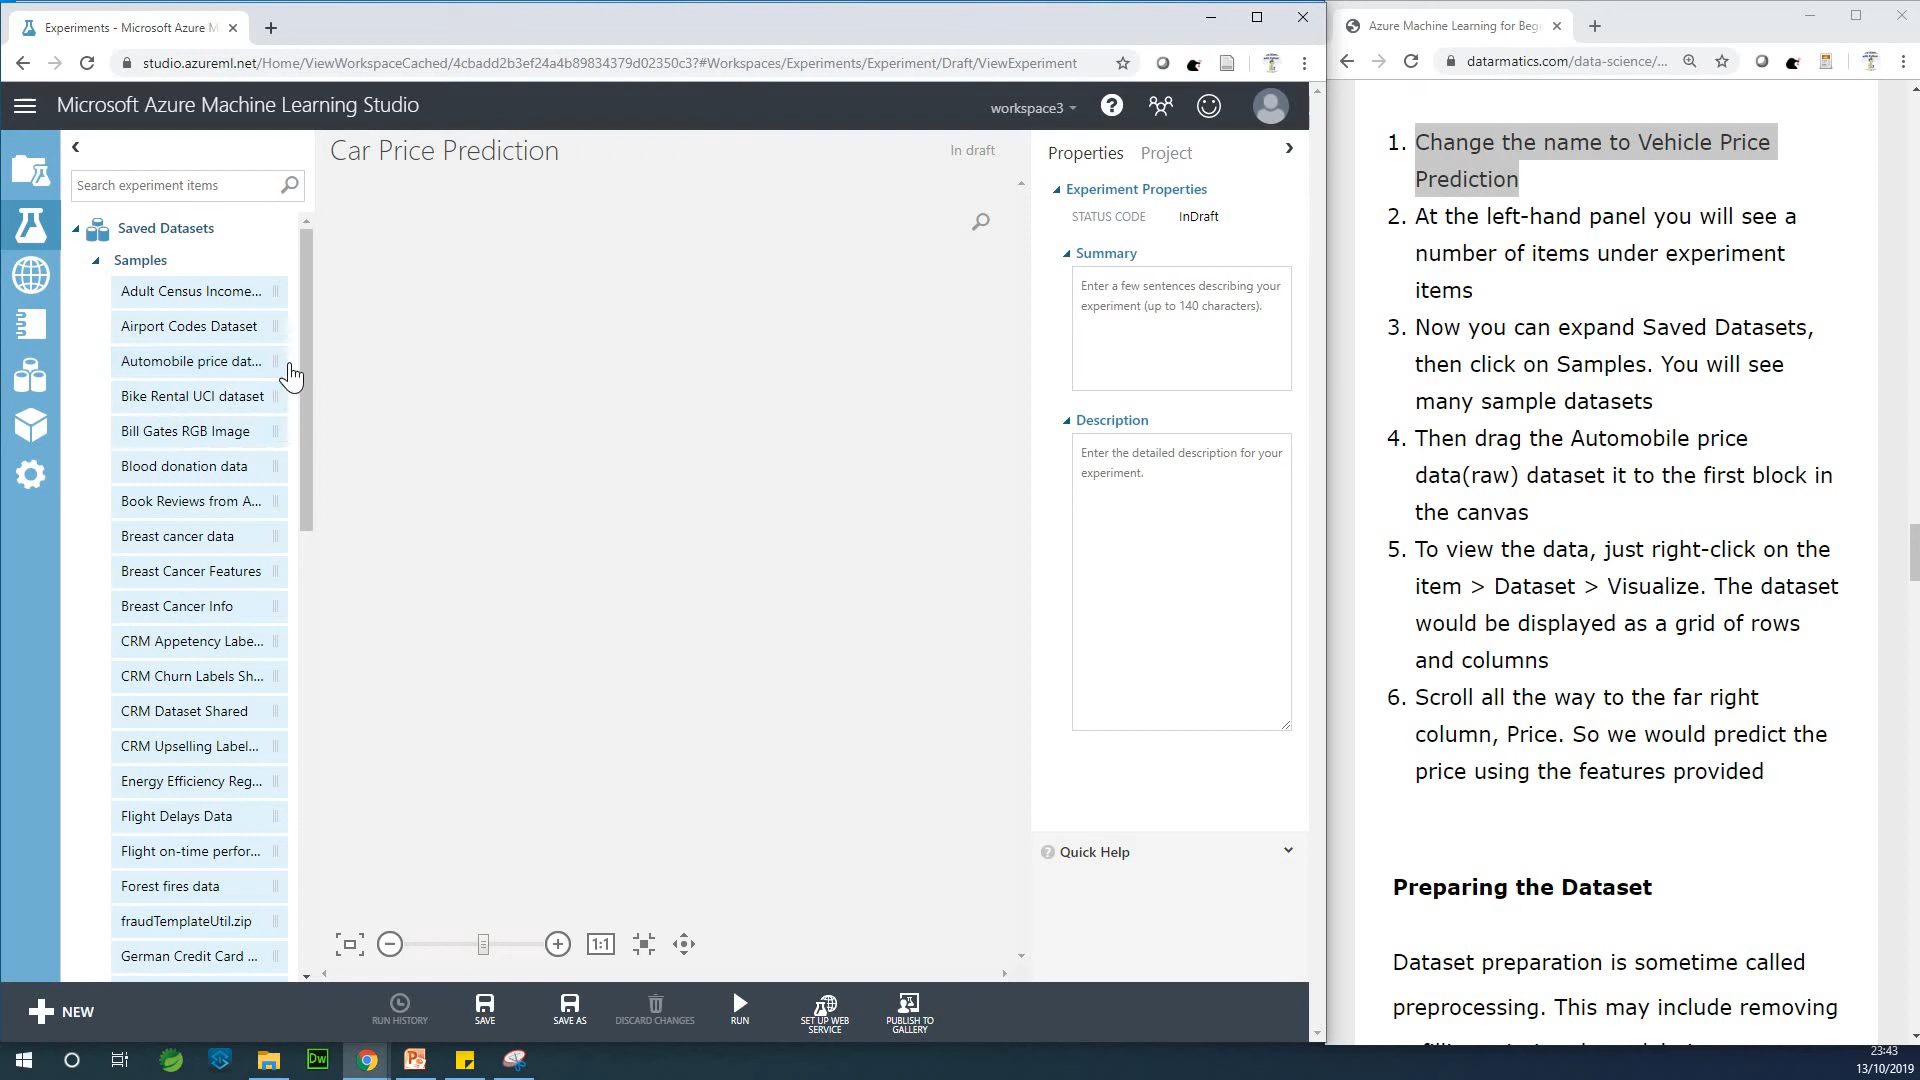 Experiments - Microsoft Azure M
studio.azureml.net/Home/ViewWorkspaceCached/4cbadd2b3ef24a4b89834379d02350c3?#Workspaces/Experiments/Experiment/Draft/ViewExperiment
Microsoft Azure Machine Learning Studio
workspace3
Car Price Prediction
In draft
Search experiment items
Saved Datasets
Samples
Adult Census Income...
Airport Codes Dataset
Automobile price dat...
Bike Rental UCI dataset
Bill Gates RGB Image
Blood donation data
Book Reviews from A...
Breast cancer data
Breast Cancer Features
Breast Cancer Info
CRM Appetency Labe...
CRM Churn Labels Sh...
CRM Dataset Shared
CRM Upselling Label...
Energy Efficiency Reg...
Flight Delays Data
Flight on-time perfor...
Forest fires data
fraudTemplateUtil.zip
German Credit Card ...
1:1
Properties
Project
Experiment Properties
STATUS CODE InDraft
Summary
Enter a few sentences describing your
experiment (up to 140 characters).
Description
Enter the detailed description for your
experiment.
Quick Help
NEW
RUN HISTORY
SAVE
SAVE AS
DISCARD CHANGES
RUN
SET UP WEB
SERVICE
PUBLISH TO
GALLERY
Azure Machine Learning for Beg
datarmatics.com/data-science/...
1. Change the name to Vehicle Price
Prediction
2. At the left-hand panel you will see a
number of items under experiment
items
3. Now you can expand Saved Datasets,
then click on Samples. You will see
many sample datasets
4. Then drag the Automobile price
data(raw) dataset it to the first block in
the canvas
5. To view the data, just right-click on the
item > Dataset > Visualize. The dataset
would be displayed as a grid of rows
and columns
6. Scroll all the way to the far right
column, Price. So we would predict the
price using the features provided
Preparing the Dataset
Dataset preparation is sometime called
preprocessing. This may include removing
Dw
23:43
13/10/2019